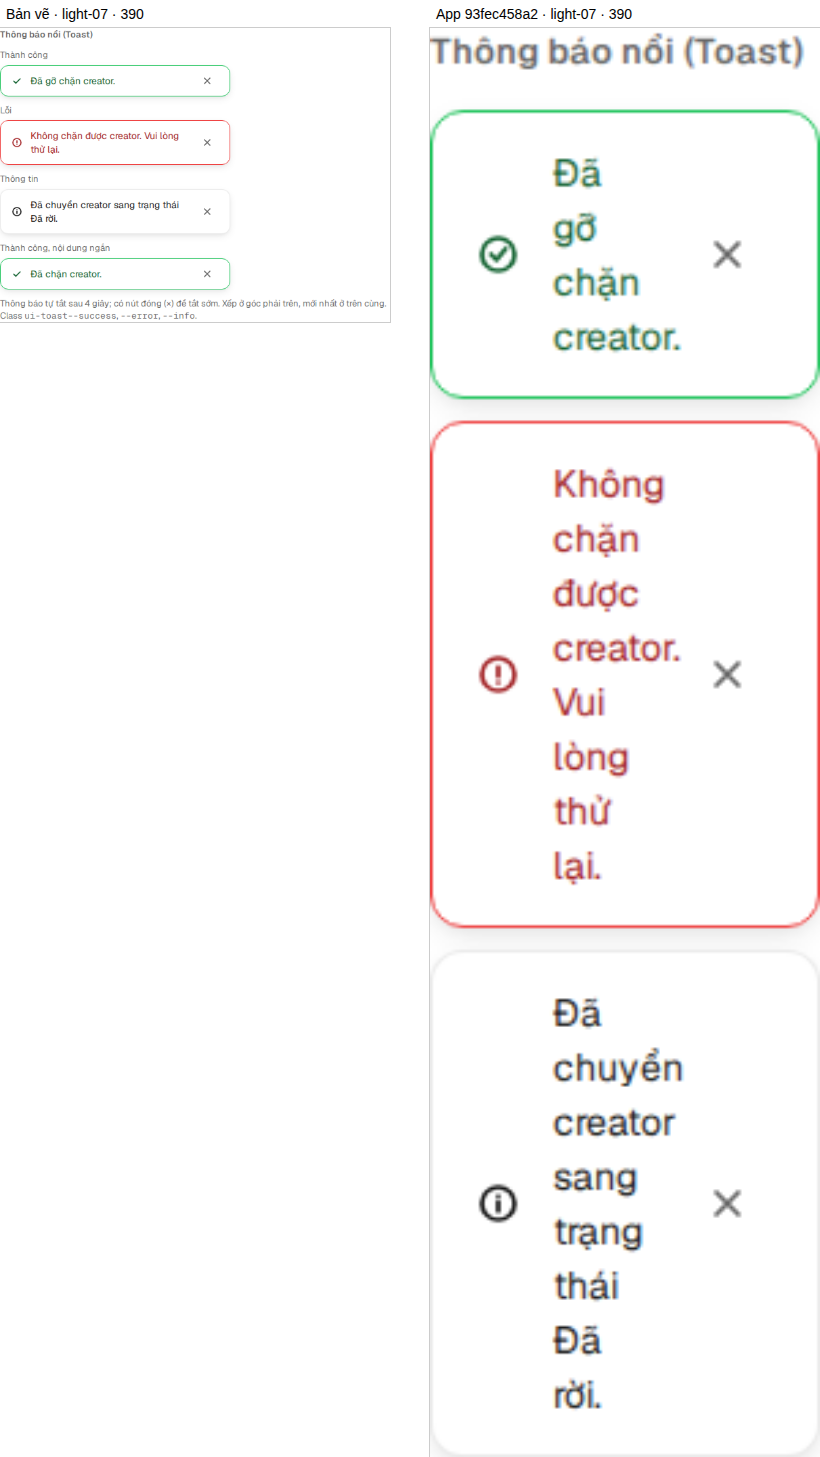 Bản vẽ · light-07 · 390
Thông báo nổi (Toast)
Thành công
Đã gỡ chặn creator.
Lỗi
Không chặn được creator. Vui lòng
thử lại.
Thông tin
Đã chuyển creator sang trạng thái
Đã rời.
Thành công, nội dung ngắn
Đã chặn creator.
Thông báo tự tắt sau 4 giây; có nút đóng (×) để tắt sớm. Xếp ở góc phải trên, mới nhất ở trên cùng.
Class ui-toast--success, --error, --info.
App 93fec458a2 · light-07 · 390
Thông báo nổi (Toast)
Đã
gỡ
chặn
creator.
Không
chặn
được
creator.
Vui
lòng
thử
lại.
Đã
chuyển
creator
sang
trạng
thái
Đã
rời.